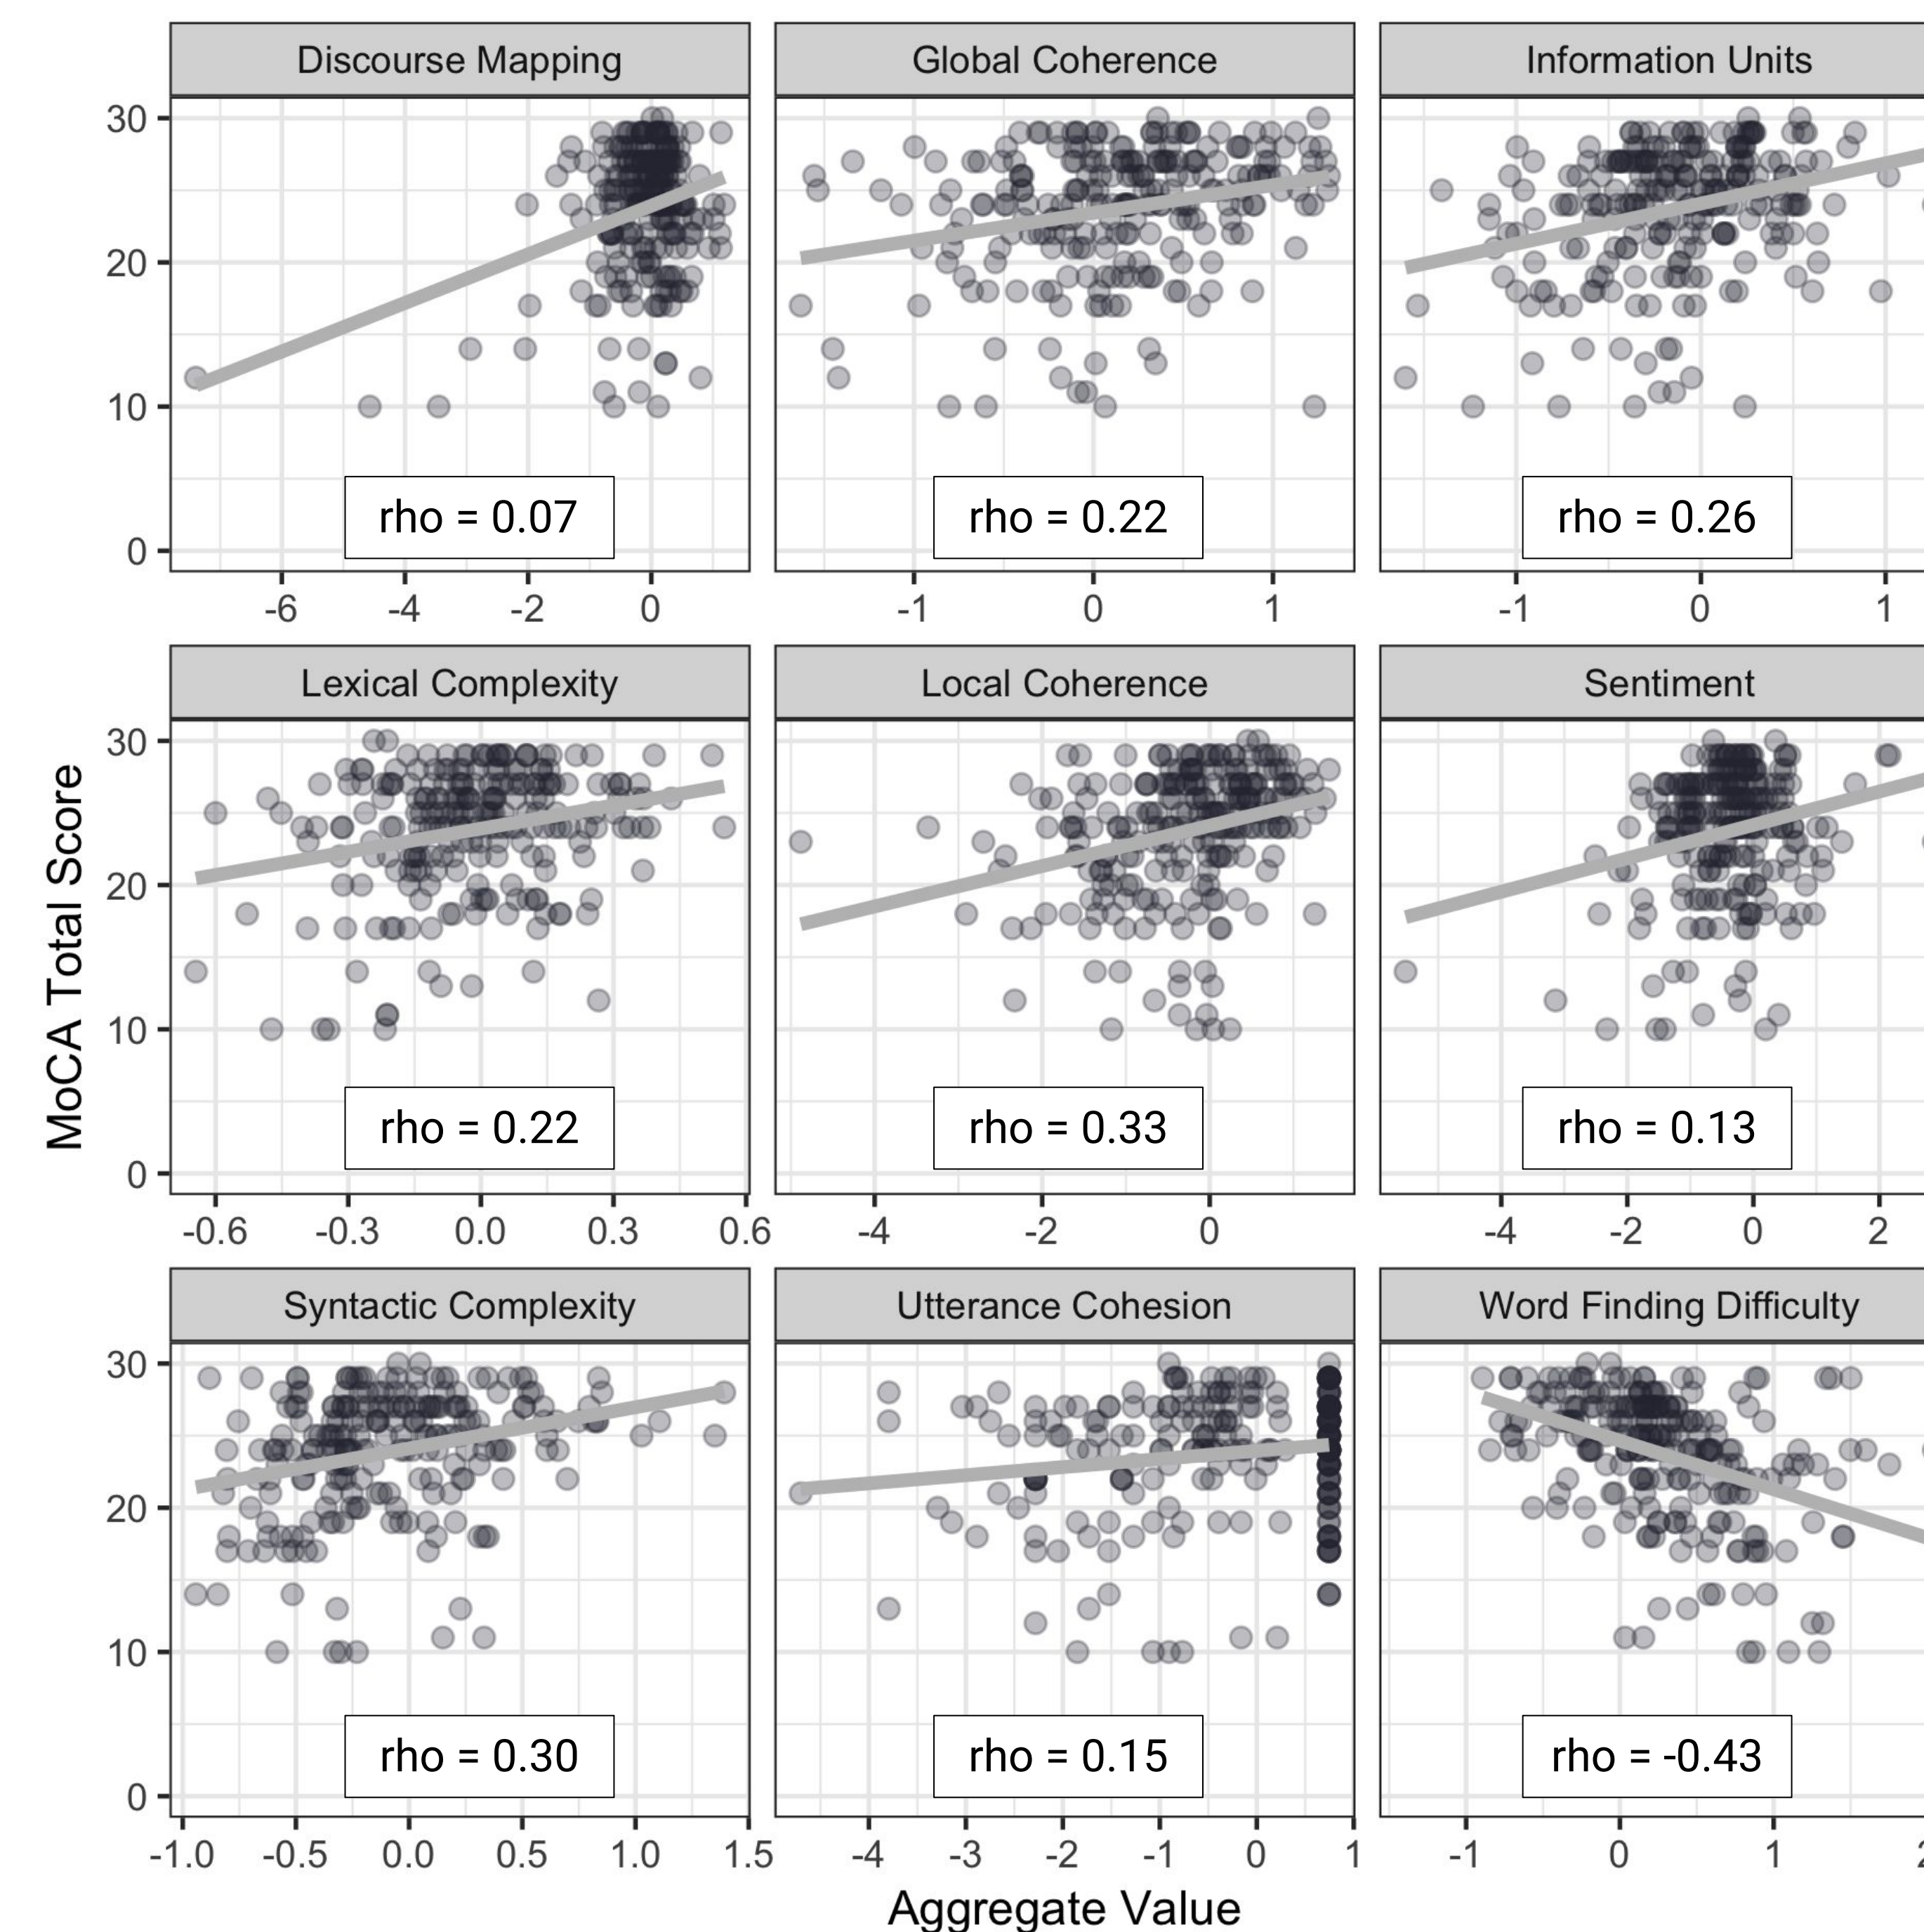 Discourse Mapping Global Coherence Information Units
30
20
10
0
rho = 0.07 rho = 0.22 rho = 0.26
-6 -4 -2 0 -1 0 1 -1 0 1
Lexical Complexity Local Coherence Sentiment
30
20
10
0
rho = 0.22 rho = 0.33 rho = 0.13
-0.6 -0.3 0.0 0.3 0.6 -4 -2 0 -4 -2 0 2
MoCA Total Score
Syntactic Complexity Utterance Cohesion Word Finding Difficulty
30
20
10
0
rho = 0.30 rho = 0.15 rho = -0.43
-1.0 -0.5 0.0 0.5 1.0 1.5 -4 -3 -2 -1 0 1 -1 0 1
Aggregate Value